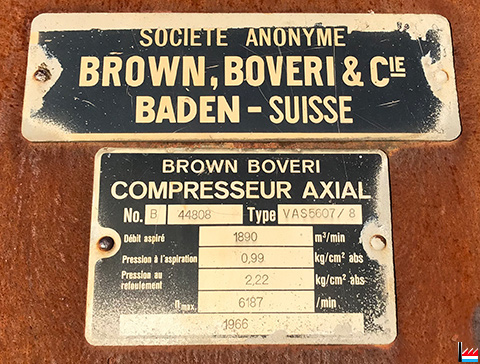 SOCIÉTÉ ANONYME
BROWN, BOVERI & CIE
BADEN - SUISSE
BROWN BOVERI
COMPRESSEUR AXIAL
No. B 44808 Type VAS5607/8
Débit aspiré 1890 m³/min
Pression à l'aspiration 0,99 kg/cm² abs
Pression au
refoulement 2,22 kg/cm² abs
n max. 6187 /min
1966